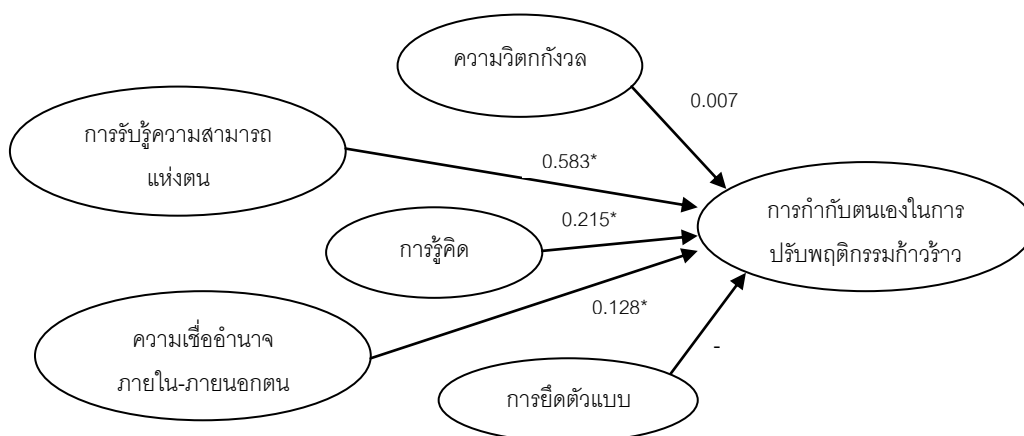 ความวิตกกังวล
0.007
การรับรู้ความสามารถ
แห่งตน
0.583*
การกำกับตนเองในการ
ปรับพฤติกรรมก้าวร้าว
0.215*
การรู้คิด
0.128*
ความเชื่ออำนาจ
ภายใน-ภายนอกตน
-
การยึดตัวแบบ